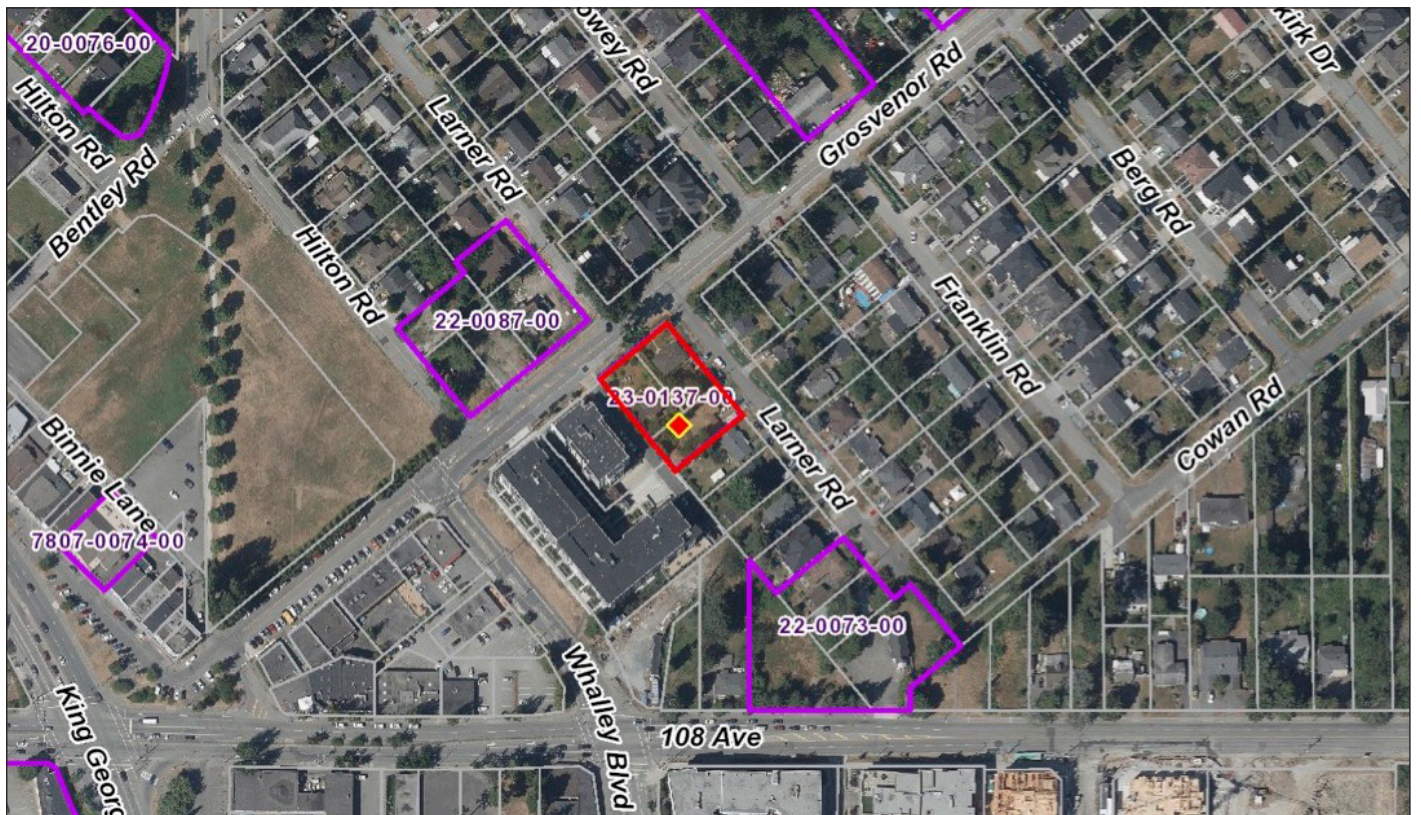 20-0076-00
Hilton Rd
Bentley Rd
Larner Rd
owey Rd
Grosvenor Rd
kirk Dr
Berg Rd
Hilton Rd
22-0087-00
Franklin Rd
23-0137-00
Larner Rd
Cowan Rd
Binnie Lane
7807-0074-00
22-0073-00
King Georg
Whalley Blvd
108 Ave